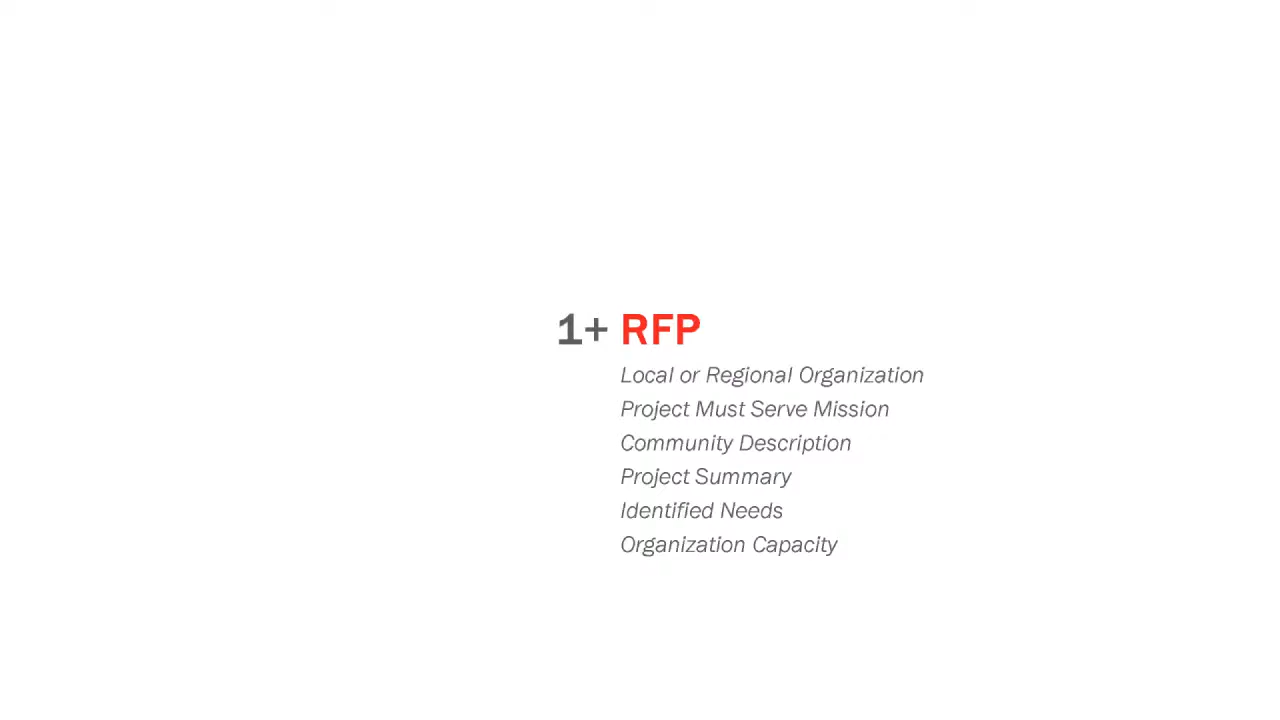 1+ RFP
Local or Regional Organization
Project Must Serve Mission
Community Description
Project Summary
Identified Needs
Organization Capacity